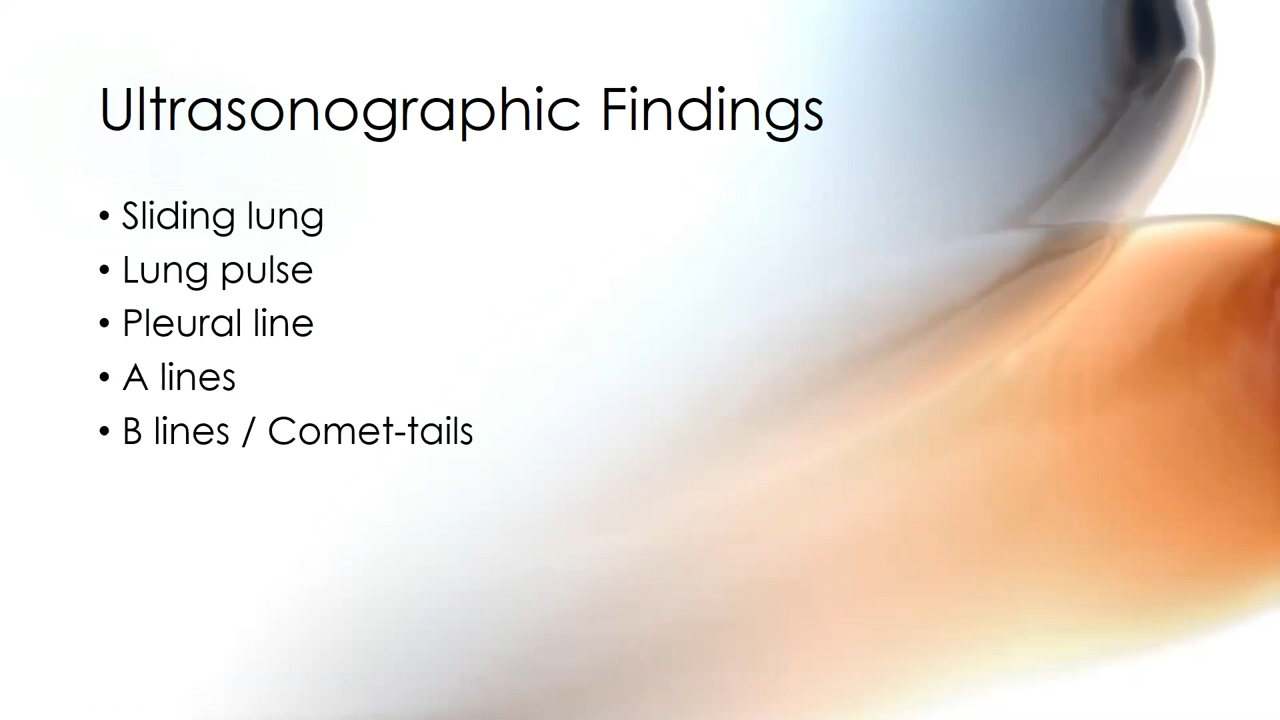 Ultrasonographic Findings
• Sliding lung
• Lung pulse
• Pleural line
• A lines
• B lines / Comet-tails